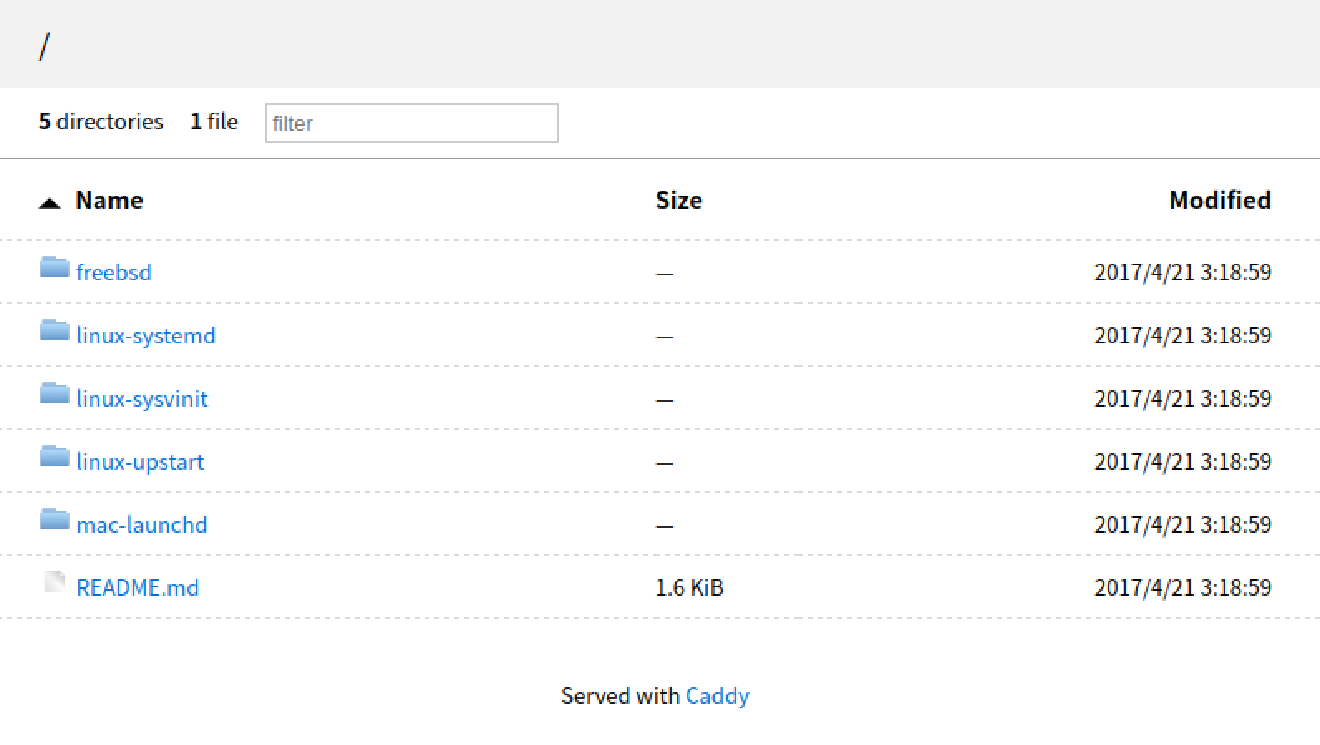 /
5 directories 1 file filter
Name Size Modified
freebsd — 2017/4/21 3:18:59
linux-systemd — 2017/4/21 3:18:59
linux-sysvinit — 2017/4/21 3:18:59
linux-upstart — 2017/4/21 3:18:59
mac-launchd — 2017/4/21 3:18:59
README.md 1.6 KiB 2017/4/21 3:18:59
Served with Caddy